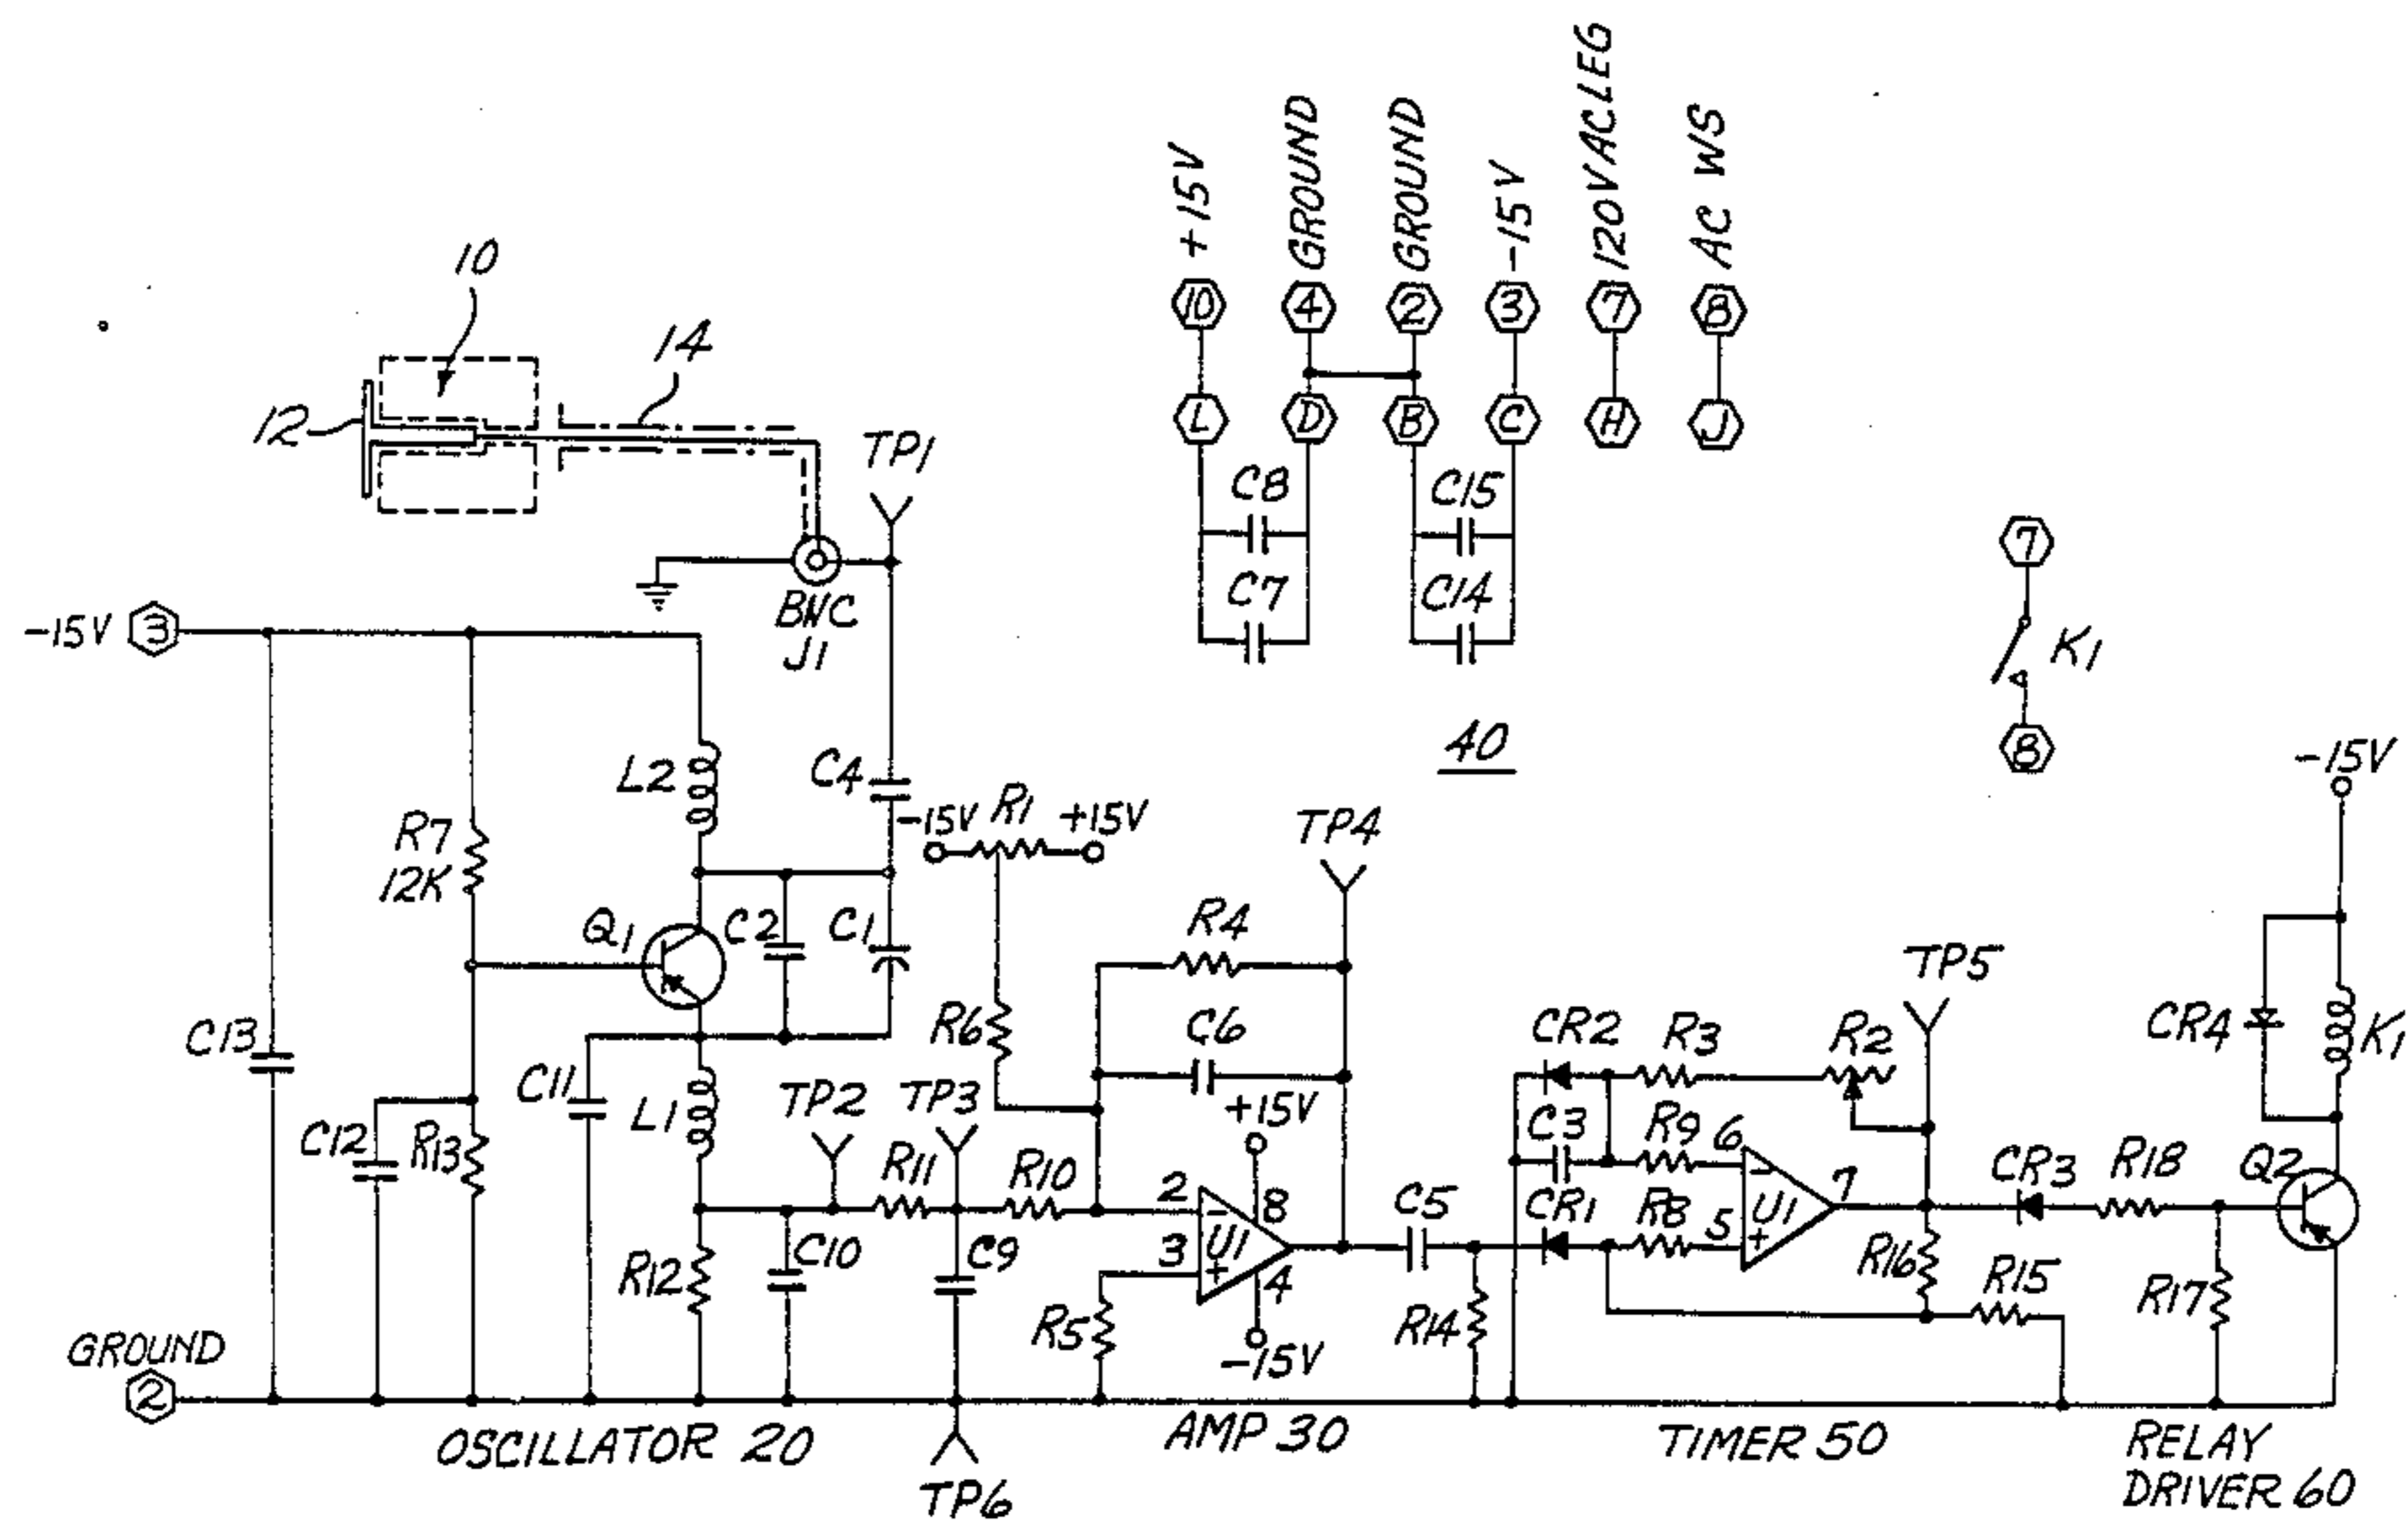 +15V
GROUND
GROUND
-15V
120VACLEG
AC WS
10
4
2
3
7
8
L
D
B
C
H
J
C8
C15
C7
C14
10
14
12
TP1
BNC
J1
-15V
3
7
K1
8
40
L2
C4
R7
12K
-15V
R1
+15V
TP4
-15V
Q1
C2
C1
R4
TP5
C13
R6
C6
CR2
R3
R2
CR4
K1
C12
R13
C11
L1
TP2
TP3
+15V
C3
R9
6
R11
R10
2
8
U1
3
4
C5
CR1
R8
5
U1
7
CR3
R18
Q2
R12
C10
C9
R5
-15V
R14
R16
R15
R17
GROUND
2
OSCILLATOR 20
AMP 30
TIMER 50
RELAY
DRIVER 60
TP6